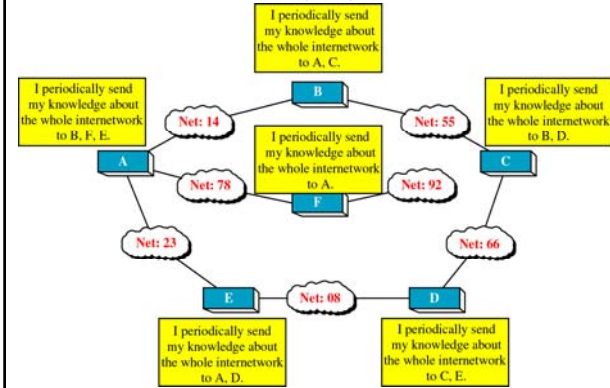 I periodically send
my knowledge about
the whole internetwork
to A, C.
B
I periodically send
my knowledge about
the whole internetwork
to B, F, E.
A
Net: 14
I periodically send
my knowledge about
the whole internetwork
to A.
F
Net: 55
I periodically send
my knowledge about
the whole internetwork
to B, D.
C
Net: 78
Net: 92
Net: 23
Net: 66
E
Net: 08
D
I periodically send
my knowledge about
the whole internetwork
to A, D.
I periodically send
my knowledge about
the whole internetwork
to C, E.